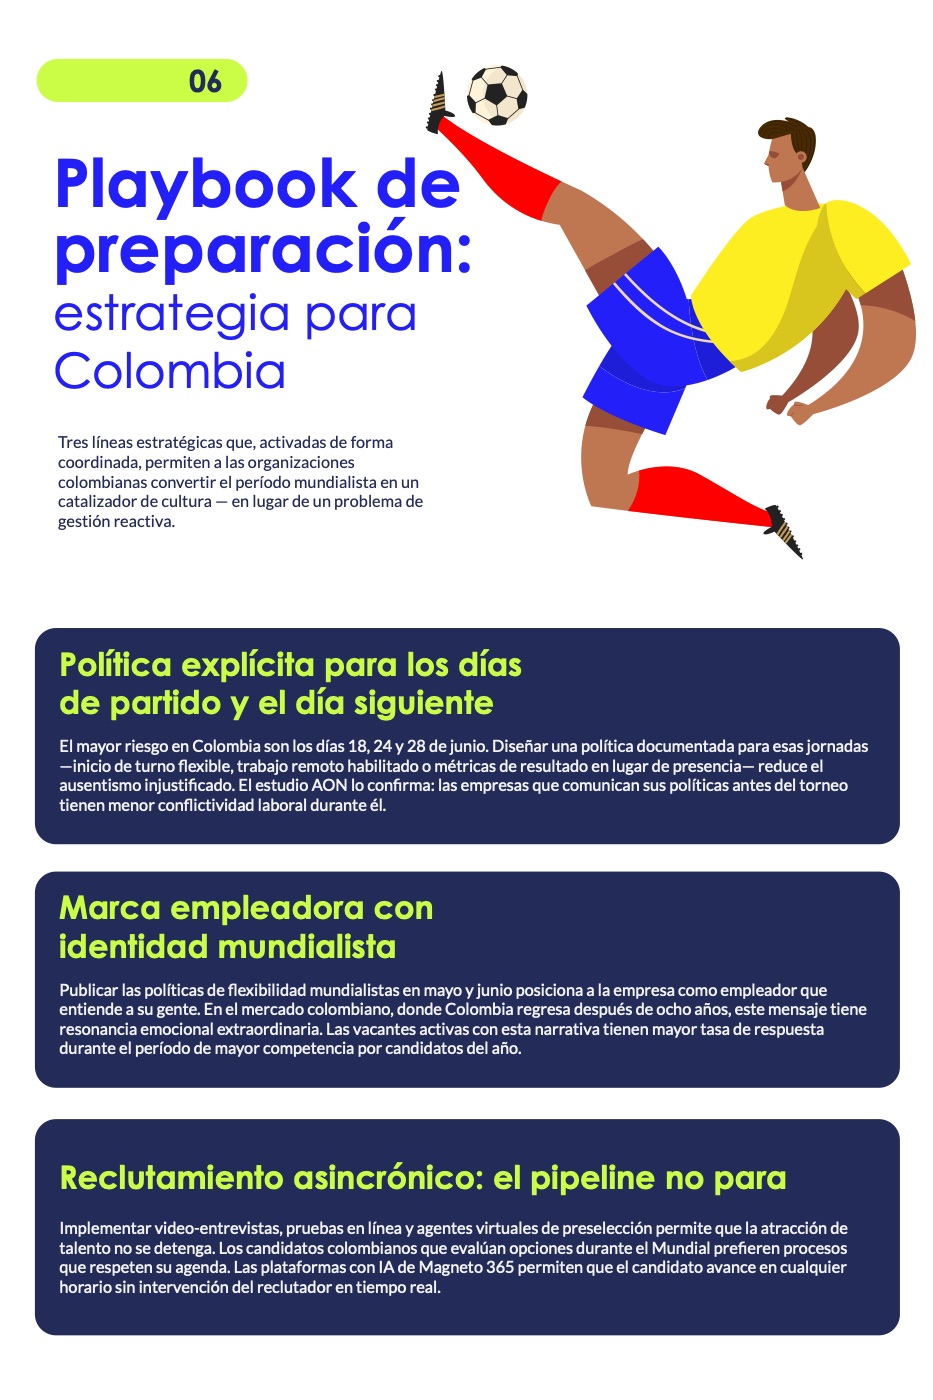 06
Playbook de
preparación:
estrategia para
Colombia
Tres líneas estratégicas que, activadas de forma
coordinada, permiten a las organizaciones
colombianas convertir el período mundialista en un
catalizador de cultura — en lugar de un problema de
gestión reactiva.
Política explícita para los días
de partido y el día siguiente
El mayor riesgo en Colombia son los días 18, 24 y 28 de junio. Diseñar una política documentada para esas jornadas
—inicio de turno flexible, trabajo remoto habilitado o métricas de resultado en lugar de presencia— reduce el
ausentismo injustificado. El estudio AON lo confirma: las empresas que comunican sus políticas antes del torneo
tienen menor conflictividad laboral durante él.
Marca empleadora con
identidad mundialista
Publicar las políticas de flexibilidad mundialistas en mayo y junio posiciona a la empresa como empleador que
entiende a su gente. En el mercado colombiano, donde Colombia regresa después de ocho años, este mensaje tiene
resonancia emocional extraordinaria. Las vacantes activas con esta narrativa tienen mayor tasa de respuesta
durante el período de mayor competencia por candidatos del año.
Reclutamiento asincrónico: el pipeline no para
Implementar video-entrevistas, pruebas en línea y agentes virtuales de preselección permite que la atracción de
talento no se detenga. Los candidatos colombianos que evalúan opciones durante el Mundial prefieren procesos
que respeten su agenda. Las plataformas con IA de Magneto 365 permiten que el candidato avance en cualquier
horario sin intervención del reclutador en tiempo real.